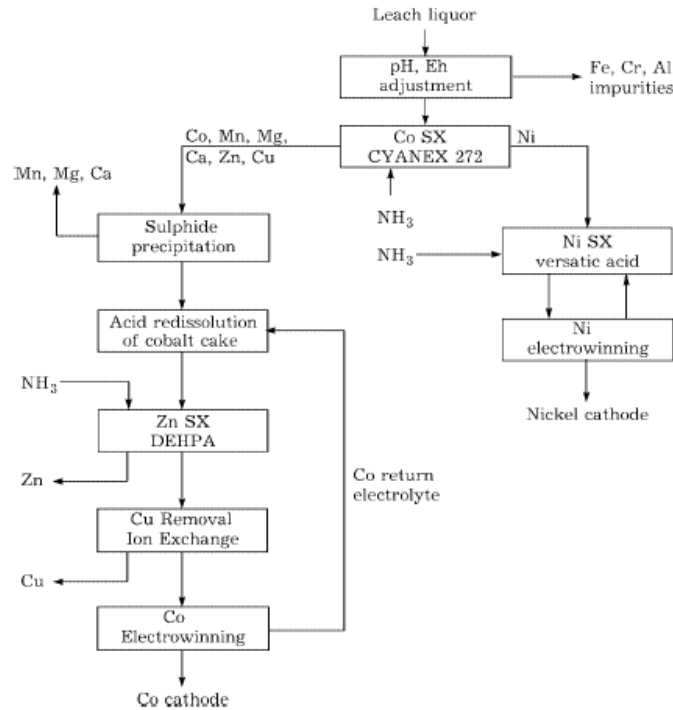 Leach liquor
pH, Eh
adjustment
Fe, Cr, Al
impurities
Co, Mn, Mg,
Ca, Zn, Cu
Co SX
CYANEX 272
Ni
Mn, Mg, Ca
NH₃
Sulphide
precipitation
NH₃
Ni SX
versatic acid
Acid redissolution
of cobalt cake
Ni
electrowinning
NH₃
Nickel cathode
Zn SX
DEHPA
Zn
Co return
electrolyte
Cu Removal
Ion Exchange
Cu
Co
Electrowinning
Co cathode